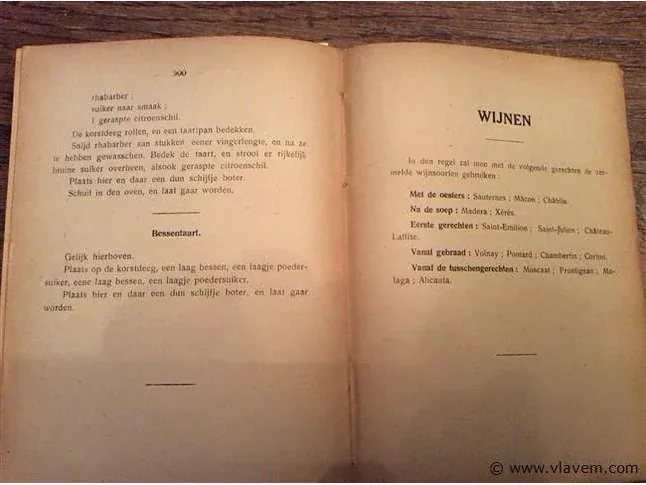 — 300 —
rhabarber ;
suiker naar smaak ;
1 geraspte citroenschil.
De korstdeeg rollen, en een taartpan bedekken.
Snijd rhabarber aan stukken eener vingerlengte, en na ze
te hebben gewasschen. Bedek de taart, en strooi er rijkelijk
bruine suiker overheen, alsook geraspte citroenschil.
Plaats hier en daar een dun schijfje boter.
Schuif in den oven, en laat gaar worden.
Bessentaart.
Gelijk hierboven.
Plaats op de korstdeeg, een laag bessen, een laagje poeder-
suiker, eene laag bessen, een laagje poedersuiker.
Plaats hier en daar een dun schijfje boter, en laat gaar
worden.
WIJNEN
In den regel zal men met de volgende gerechten de ver-
melde wijnsoorten gebruiken :
Met de oesters : Sauternes ; Mâcon ; Châblis.
Na de soep : Madera ; Xérès.
Eerste gerechten : Saint-Emilion ; Saint-Julien ; Château-
Laffite.
Vanaf gebraad : Volnay ; Pomard ; Chambertin ; Corton.
Vanaf de tusschengerechten : Muscaat ; Frontignan ; Ma-
laga ; Alicanta.
© www.vlavem.com